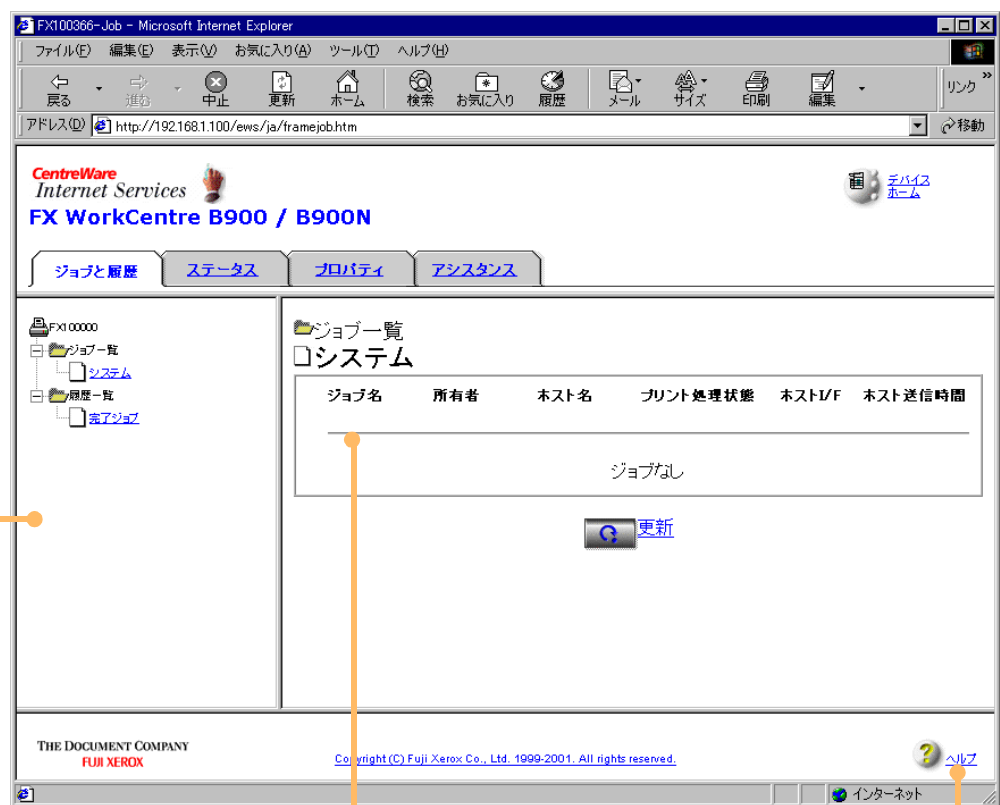 FX100366-Job - Microsoft Internet Explorer
ファイル(F) 編集(E) 表示(V) お気に入り(A) ツール(T) ヘルプ(H)
戻る 進む 中止 更新 ホーム 検索 お気に入り 履歴 メール サイズ 印刷 編集 リンク »
アドレス(D) http://192.168.1.100/ews/ja/framejob.htm 移動
CentreWare
Internet Services
デバイス
ホーム
FX WorkCentre B900 / B900N
ジョブと履歴 ステータス プロパティ アシスタンス
FX100000
ジョブ一覧
システム
履歴一覧
完了ジョブ
ジョブ一覧
システム
ジョブ名 所有者 ホスト名 プリント処理状態 ホストI/F ホスト送信時間
ジョブなし
更新
THE DOCUMENT COMPANY
FUJI XEROX
Copyright (C) Fuji Xerox Co., Ltd. 1999-2001. All rights reserved.
ヘルプ
インターネット